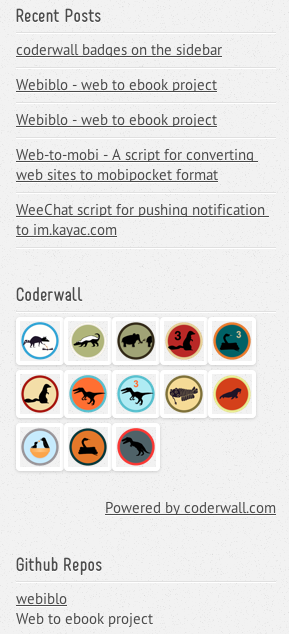 Recent Posts
coderwall badges on the sidebar
Webiblo - web to ebook project
Webiblo - web to ebook project
Web-to-mobi - A script for converting
web sites to mobipocket format
WeeChat script for pushing notification
to im.kayac.com
Coderwall
3
3
3
Powered by coderwall.com
Github Repos
webiblo
Web to ebook project